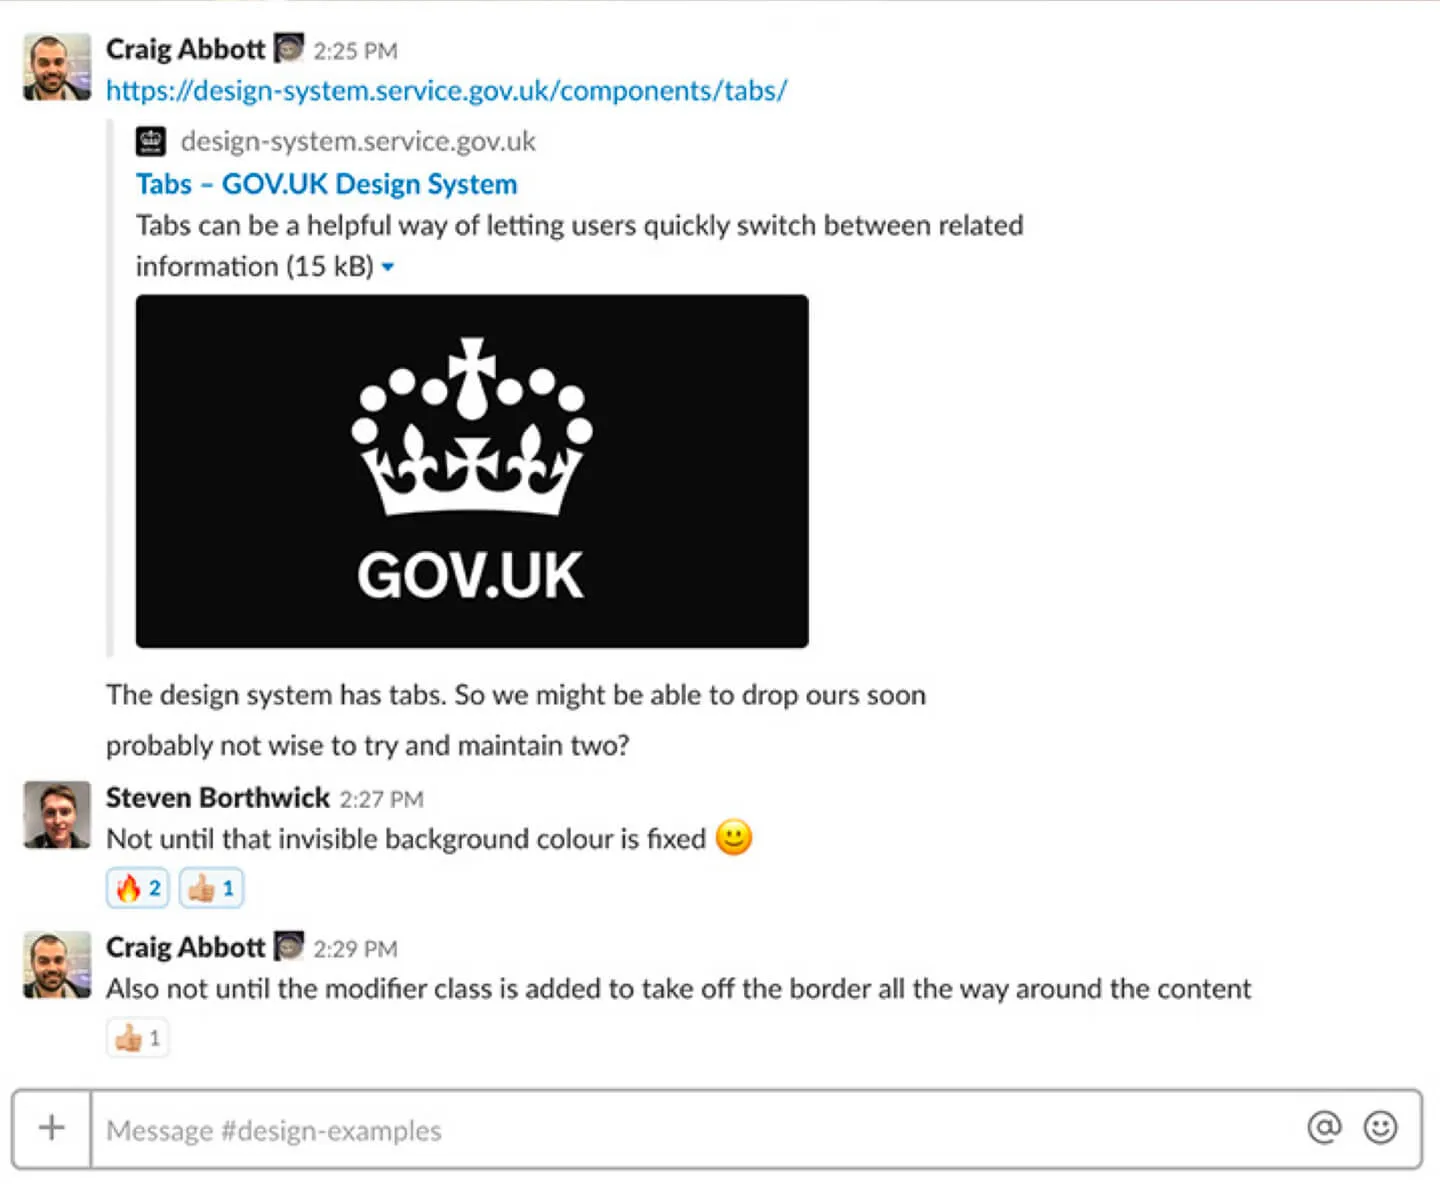 Craig Abbott 2:25 PM
https://design-system.service.gov.uk/components/tabs/
design-system.service.gov.uk
Tabs – GOV.UK Design System
Tabs can be a helpful way of letting users quickly switch between related
information (15 kB)
GOV.UK
The design system has tabs. So we might be able to drop ours soon
probably not wise to try and maintain two?
Steven Borthwick 2:27 PM
Not until that invisible background colour is fixed 🙂
🔥 2 👍🏼 1
Craig Abbott 2:29 PM
Also not until the modifier class is added to take off the border all the way around the content
👍🏼 1
Message #design-examples